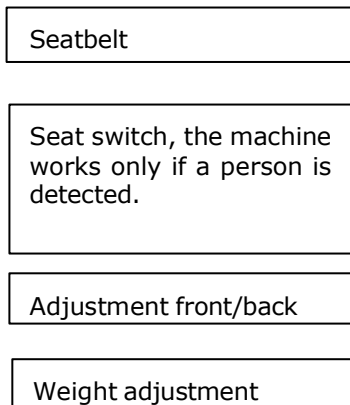 Seatbelt
Seat switch, the machine
works only if a person is
detected.
Adjustment front/back
Weight adjustment